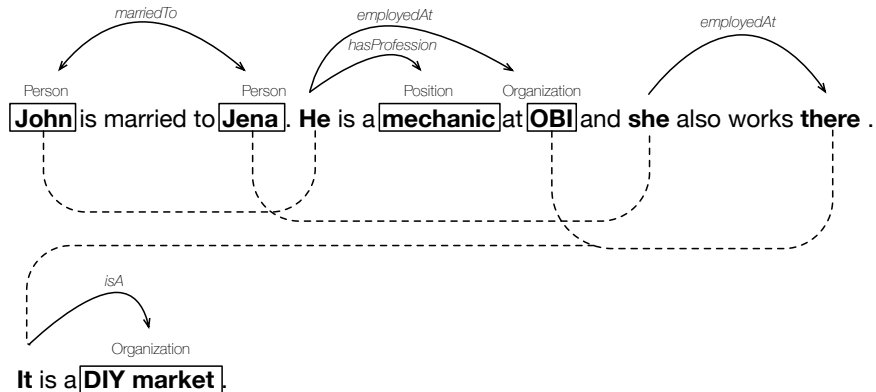 marriedTo employedAt employedAt
hasProfession
Person Person Position Organization
John is married to Jena. He is a mechanic at OBI and she also works there .
isA
Organization
It is a DIY market.